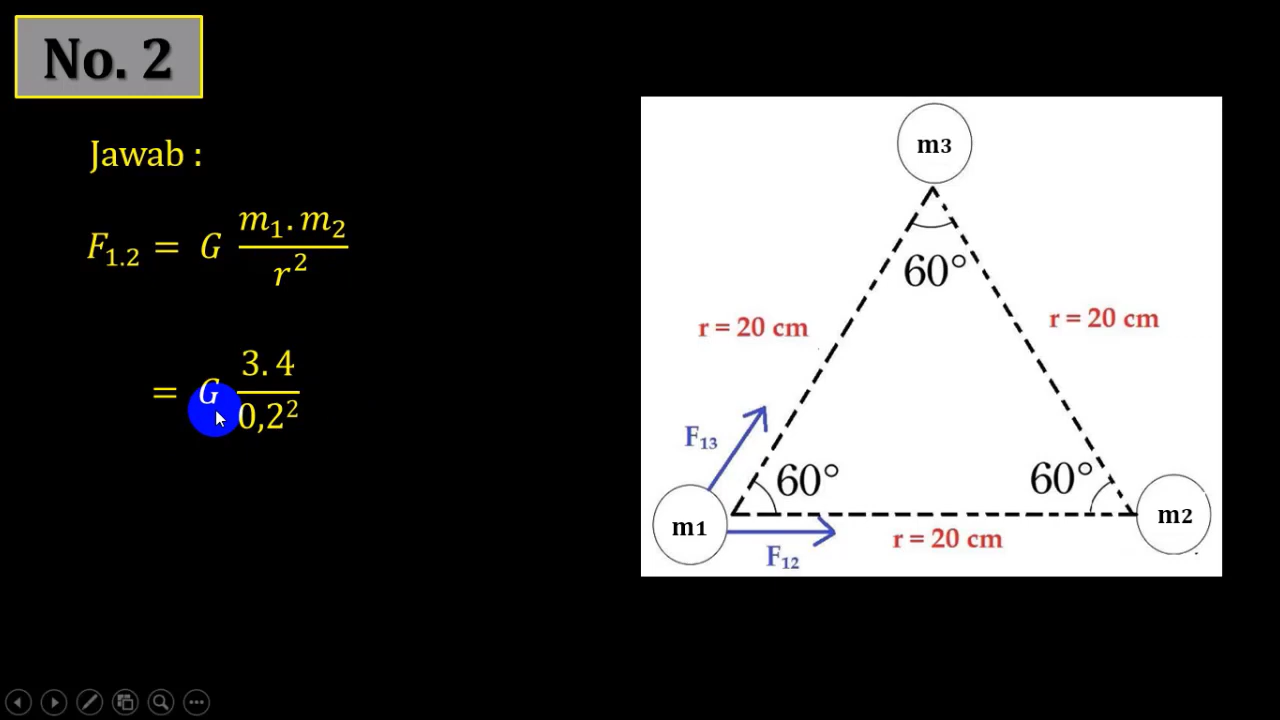 No. 2
Jawab :
F₁.₂ = G m₁.m₂ / r²
= G 3.4 / 0,2²
m3
60°
r = 20 cm
r = 20 cm
F₁₃
60°
60°
m1
m2
F₁₂
r = 20 cm